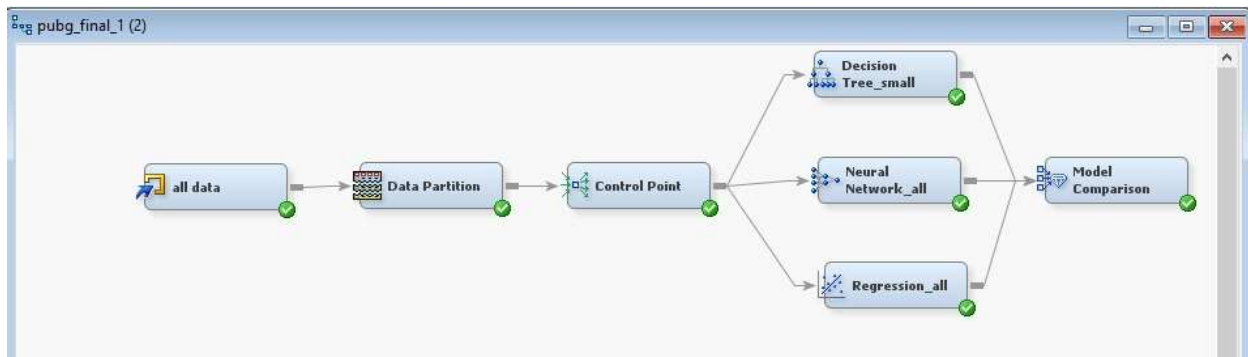 pubg_final_1 (2)
Decision
Tree_small
all data
Data Partition
Control Point
Neural
Network_all
Model
Comparison
Regression_all